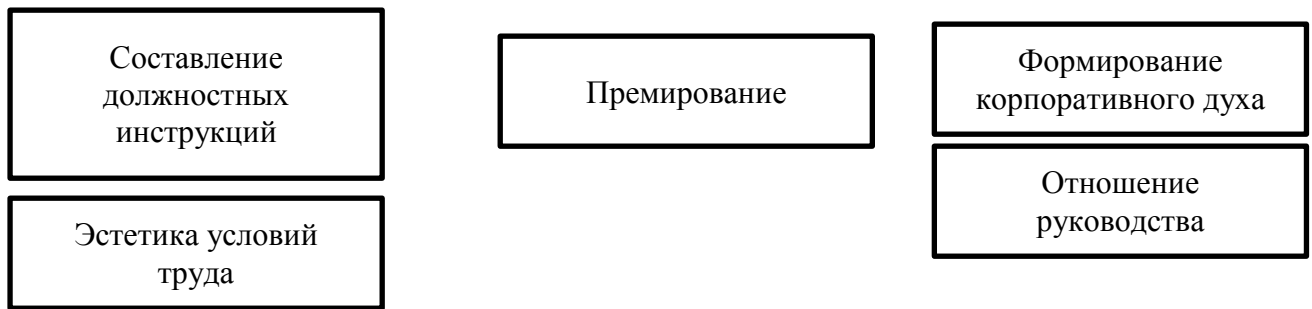 Составление
должностных
инструкций
Эстетика условий
труда
Премирование
Формирование
корпоративного духа
Отношение
руководства